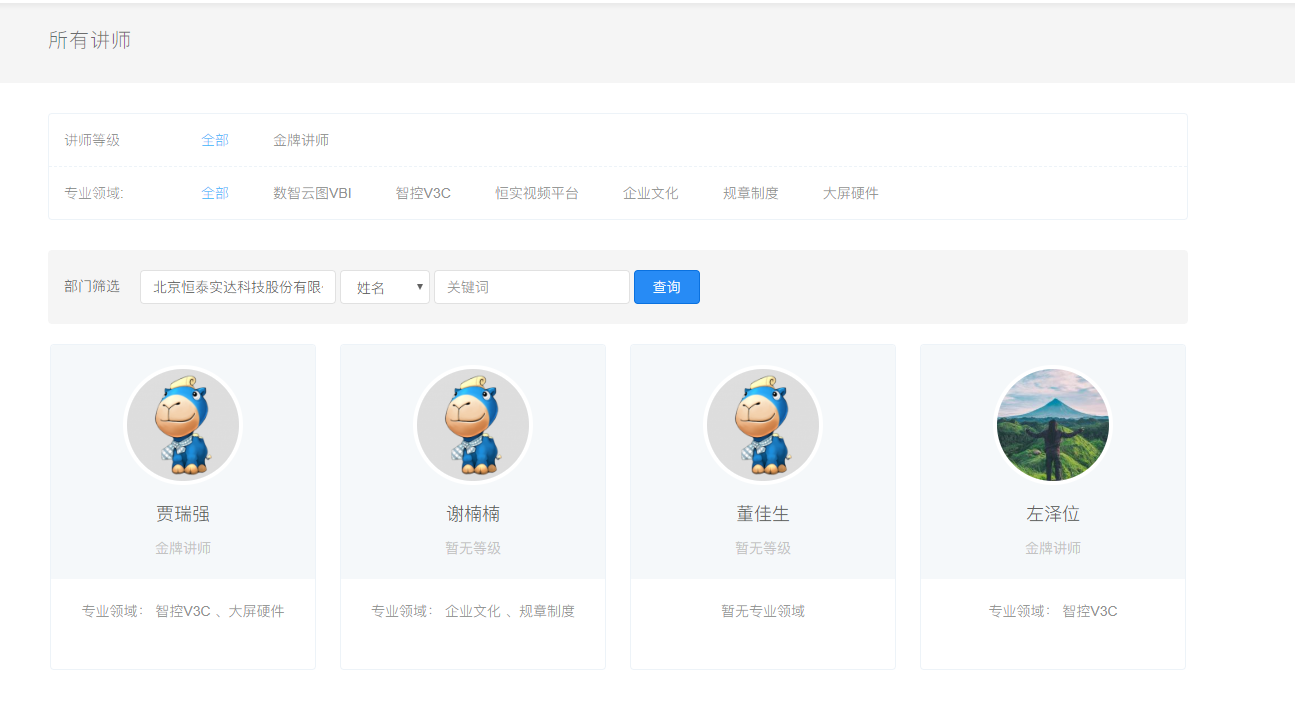 所有讲师
讲师等级 全部 金牌讲师
专业领域: 全部 数智云图VBI 智控V3C 恒实视频平台 企业文化 规章制度 大屏硬件
部门筛选 北京恒泰实达科技股份有限 姓名 关键词 查询
贾瑞强 谢楠楠 董佳生 左泽位
金牌讲师 暂无等级 暂无等级 金牌讲师
专业领域: 智控V3C 、大屏硬件 专业领域: 企业文化 、规章制度 暂无专业领域 专业领域: 智控V3C